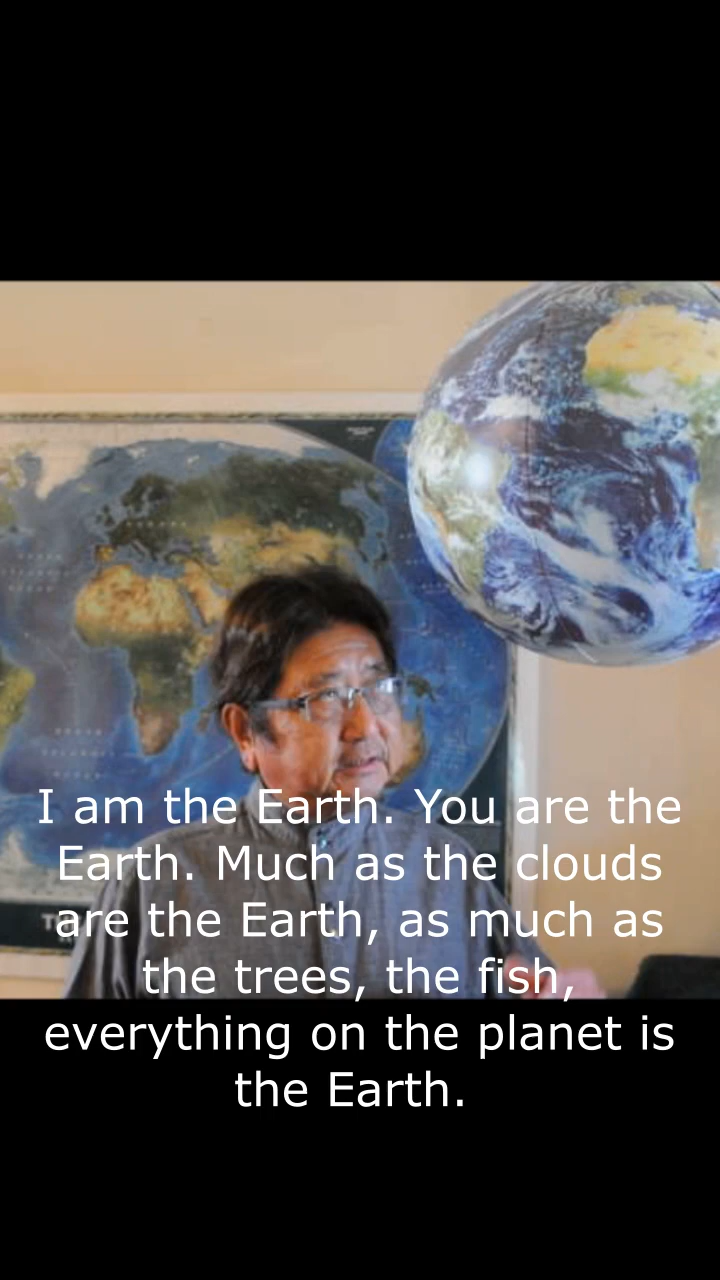 I am the Earth. You are the
Earth. Much as the clouds
are the Earth, as much as
the trees, the fish,
everything on the planet is
the Earth.